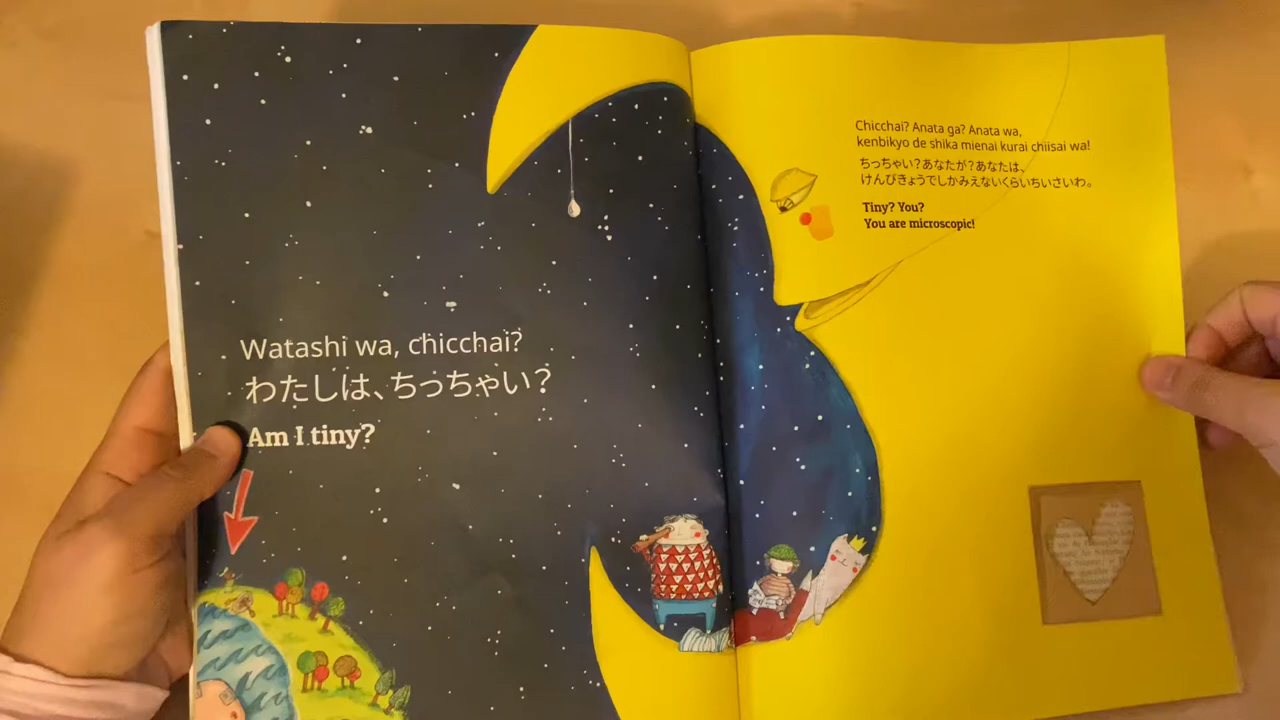 Watashi wa, chicchai?
わたしは、ちっちゃい?
Am I tiny?
Chicchai? Anata ga? Anata wa,
kenbikyo de shika mienai kurai chiisai wa!
ちっちゃい?あなたが?あなたは、
けんびきょうでしかみえないくらいちいさいわ。
Tiny? You?
You are microscopic!